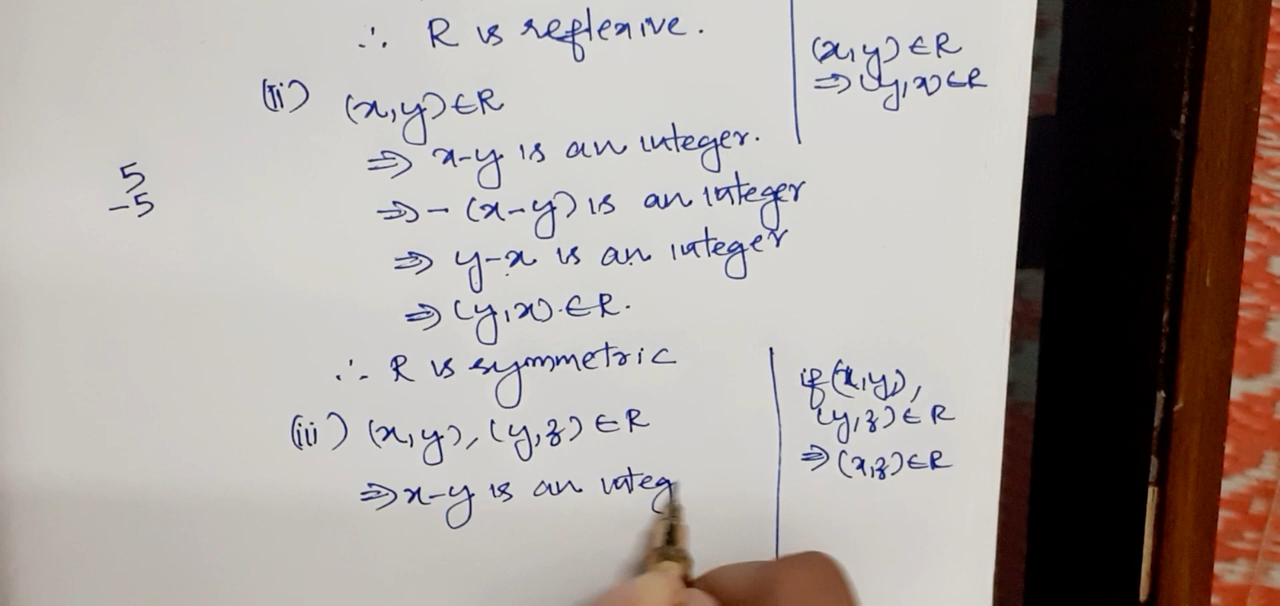 ∴ R is reflexive.
(x,y) ∈ R
⇒ (y,x) ∈ R
(ii) (x,y) ∈ R
⇒ x-y is an integer.
5
-5
⇒ -(x-y) is an integer
⇒ y-x is an integer
⇒ (y,x) ∈ R.
∴ R is symmetric
(iii) (x,y), (y,z) ∈ R
⇒ x-y is an integ
if (x,y),
(y,z) ∈ R
⇒ (x,z) ∈ R